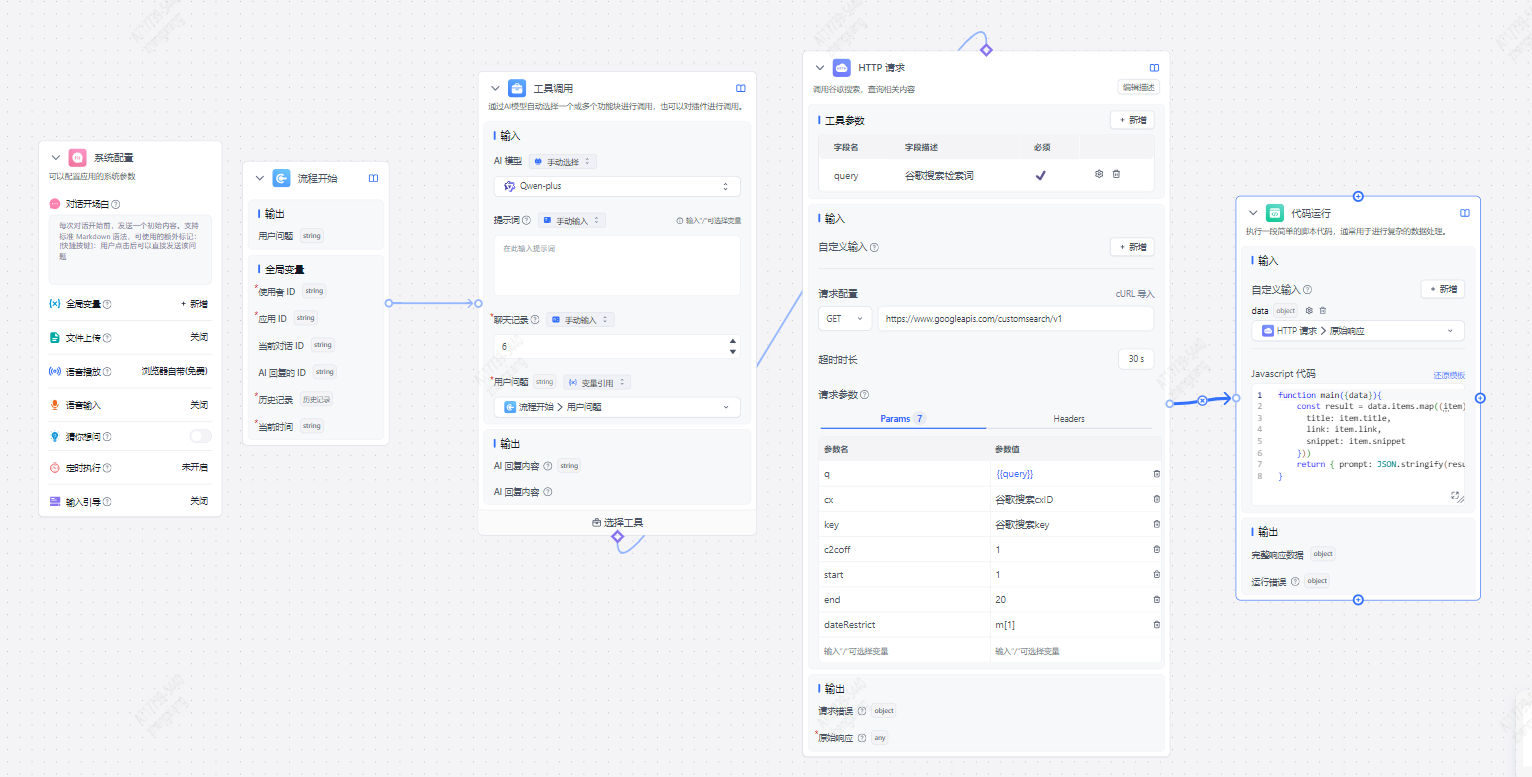 系统配置
可以配置应用的系统参数
对话开场白
每次对话开始前，发送一个初始内容。支持
标准 Markdown 语法，可使用的额外标记:
[快捷按键]：用户点击后可以直接发送该问
题
全局变量
+ 新增
文件上传
关闭
语音播放
浏览器自带(免费)
语音输入
关闭
猜你想问
定时执行
未开启
输入引导
关闭
流程开始
输出
用户问题 string
全局变量
*使用者 ID string
*应用 ID string
当前对话 ID string
AI 回复的 ID string
*历史记录 历史记录
*当前时间 string
工具调用
通过AI模型自动选择一个或多个功能块进行调用，也可以对插件进行调用。
输入
AI 模型 手动选择
Qwen-plus
提示词 手动输入
输入"/"可选择变量
在此输入提示词
*聊天记录 手动输入
6
*用户问题 string 变量引用
流程开始 > 用户问题
输出
AI 回复内容 string
AI 回复内容
选择工具
HTTP 请求
调用谷歌搜索，查询相关内容
编辑描述
工具参数
+ 新增
字段名 字段描述 必须
query 谷歌搜索检索词
输入
自定义输入
+ 新增
请求配置
cURL 导入
GET https://www.googleapis.com/customsearch/v1
超时时长
30 s
请求参数
Params 7 Headers
参数名 参数值
q {{query}}
cx 谷歌搜索cxID
key 谷歌搜索key
c2coff 1
start 1
end 20
dateRestrict m[1]
输入"/"可选择变量 输入"/"可选择变量
输出
请求错误 object
*原始响应 any
代码运行
执行一段简单的脚本代码，通常用于进行复杂的数据处理。
输入
自定义输入
+ 新增
data object
HTTP 请求 > 原始响应
Javascript 代码
还原模板
1 function main({data}){
2 const result = data.items.map((item)
3 title: item.title,
4 link: item.link,
5 snippet: item.snippet
6 }))
7 return { prompt: JSON.stringify(resu
8 }
输出
完整响应数据 object
运行错误 object